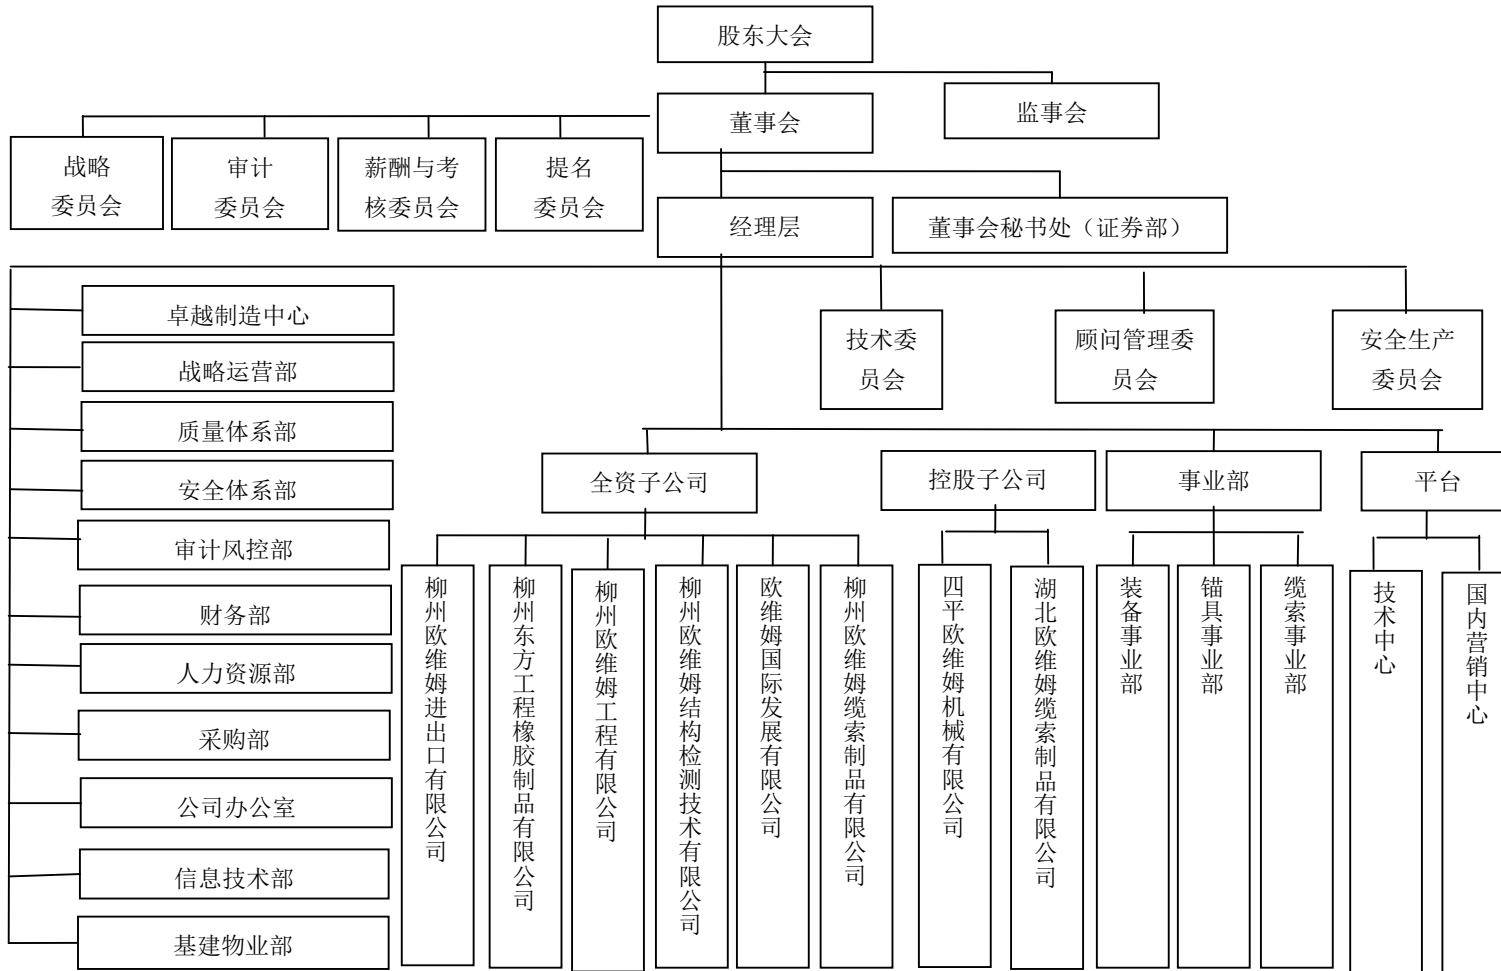 股东大会
董事会
监事会
战略
委员会
审计
委员会
薪酬与考
核委员会
提名
委员会
经理层
董事会秘书处（证券部）
卓越制造中心
战略运营部
质量体系部
安全体系部
审计风控部
财务部
人力资源部
采购部
公司办公室
信息技术部
基建物业部
技术委
员会
顾问管理委
员会
安全生产
委员会
全资子公司
控股子公司
事业部
平台
柳州欧维姆进出口有限公司
柳州东方工程橡胶制品有限公司
柳州欧维姆工程有限公司
柳州欧维姆结构检测技术有限公司
欧维姆国际发展有限公司
柳州欧维姆缆索制品有限公司
四平欧维姆机械有限公司
湖北欧维姆缆索制品有限公司
装备事业部
锚具事业部
缆索事业部
技术中心
国内营销中心